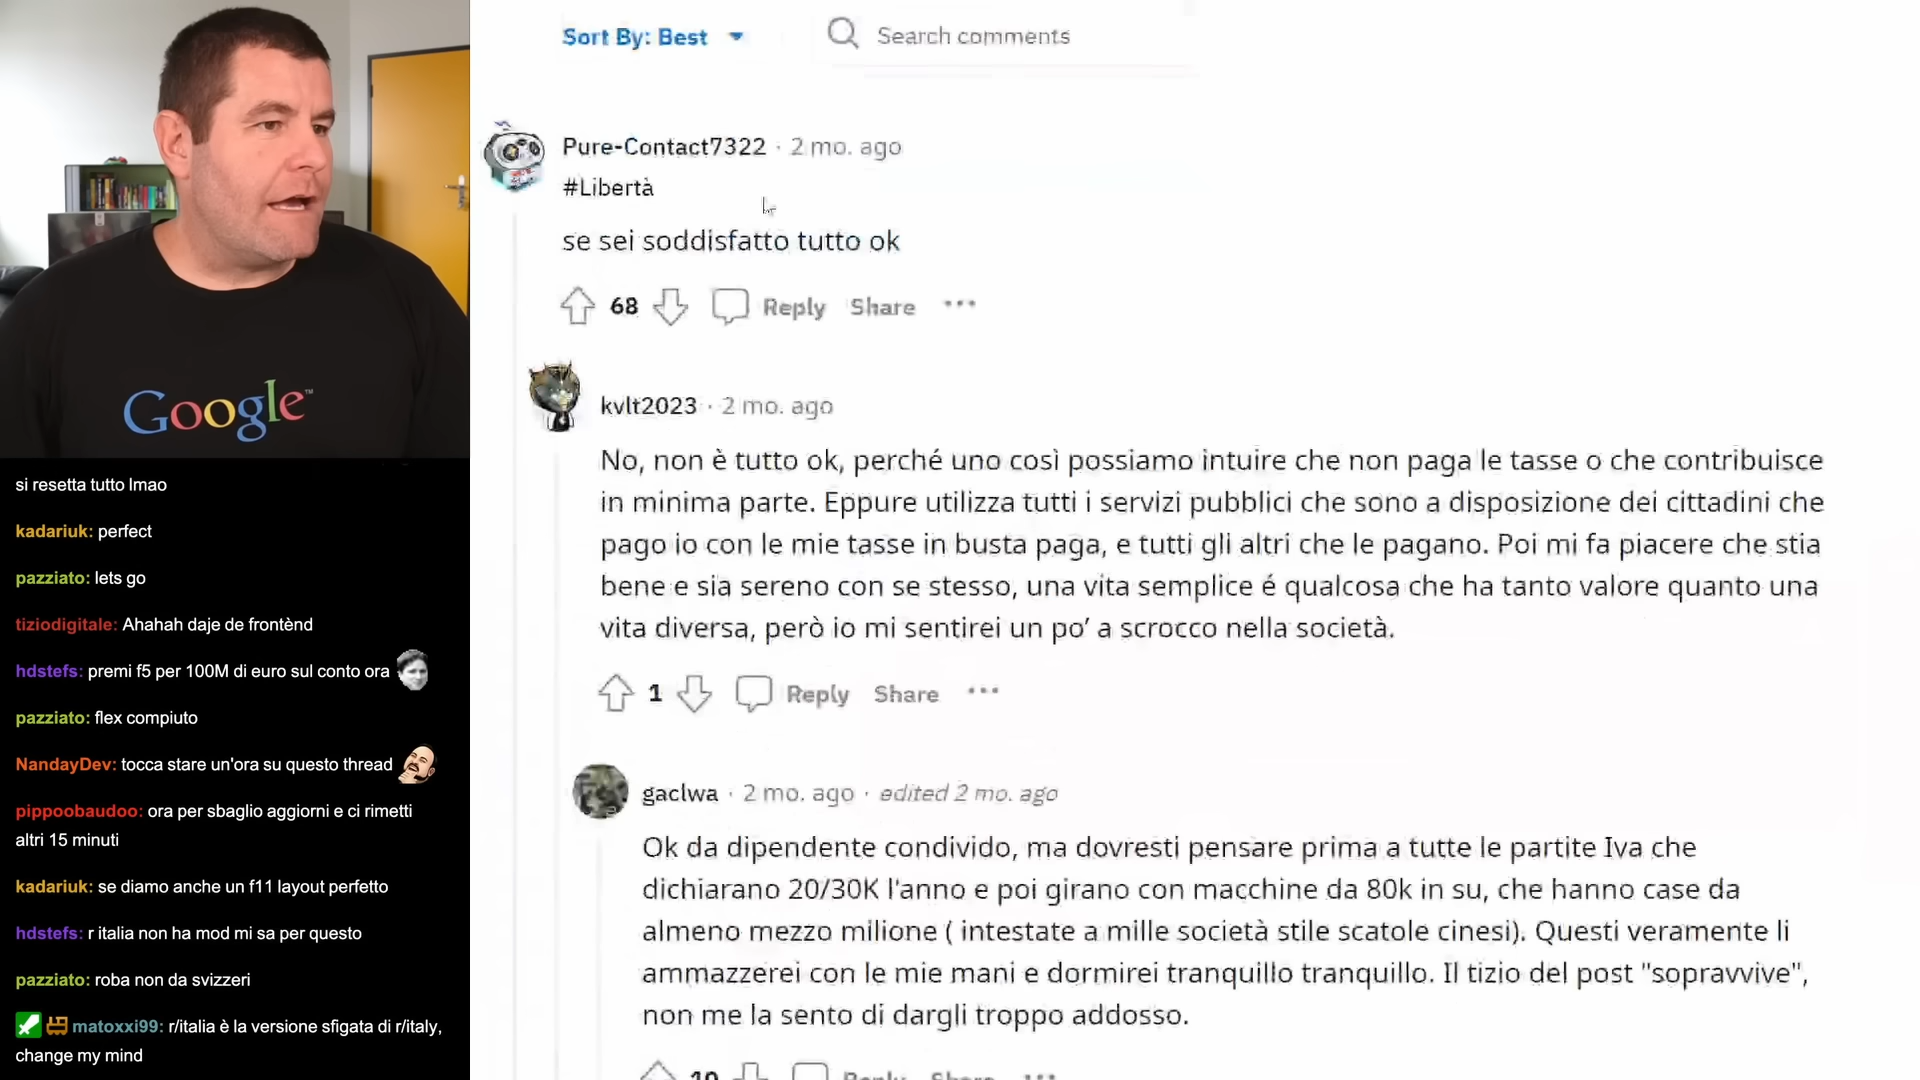 Google™
si resetta tutto lmao
kadariuk: perfect
pazziato: lets go
tiziodigitale: Ahahah daje de frontènd
hdstefs: premi f5 per 100M di euro sul conto ora
pazziato: flex compiuto
NandayDev: tocca stare un'ora su questo thread
pippoobaudoo: ora per sbaglio aggiorni e ci rimetti
altri 15 minuti
kadariuk: se diamo anche un f11 layout perfetto
hdstefs: r italia non ha mod mi sa per questo
pazziato: roba non da svizzeri
matoxxi99: r/italia è la versione sfigata di r/italy,
change my mind
Sort By: Best
Search comments
Pure-Contact7322 · 2 mo. ago
#Libertà
se sei soddisfatto tutto ok
68 Reply Share ···
kvlt2023 · 2 mo. ago
No, non è tutto ok, perché uno così possiamo intuire che non paga le tasse o che contribuisce
in minima parte. Eppure utilizza tutti i servizi pubblici che sono a disposizione dei cittadini che
pago io con le mie tasse in busta paga, e tutti gli altri che le pagano. Poi mi fa piacere che stia
bene e sia sereno con se stesso, una vita semplice é qualcosa che ha tanto valore quanto una
vita diversa, però io mi sentirei un po’ a scrocco nella società.
1 Reply Share ···
gaclwa · 2 mo. ago · edited 2 mo. ago
Ok da dipendente condivido, ma dovresti pensare prima a tutte le partite Iva che
dichiarano 20/30K l'anno e poi girano con macchine da 80k in su, che hanno case da
almeno mezzo milione ( intestate a mille società stile scatole cinesi). Questi veramente li
ammazzerei con le mie mani e dormirei tranquillo tranquillo. Il tizio del post "sopravvive",
non me la sento di dargli troppo addosso.
Reply Share ···